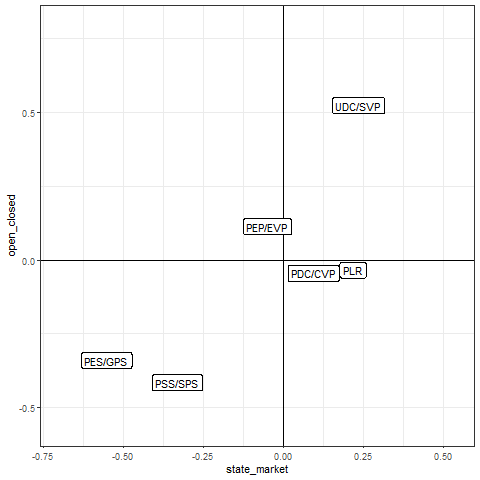 UDC/SVP
0.5
PEP/EVP
open_closed
0.0
PDC/CVP
PLR
PES/GPS
PSS/SPS
-0.5
-0.75
-0.50
-0.25
0.00
0.25
0.50
state_market